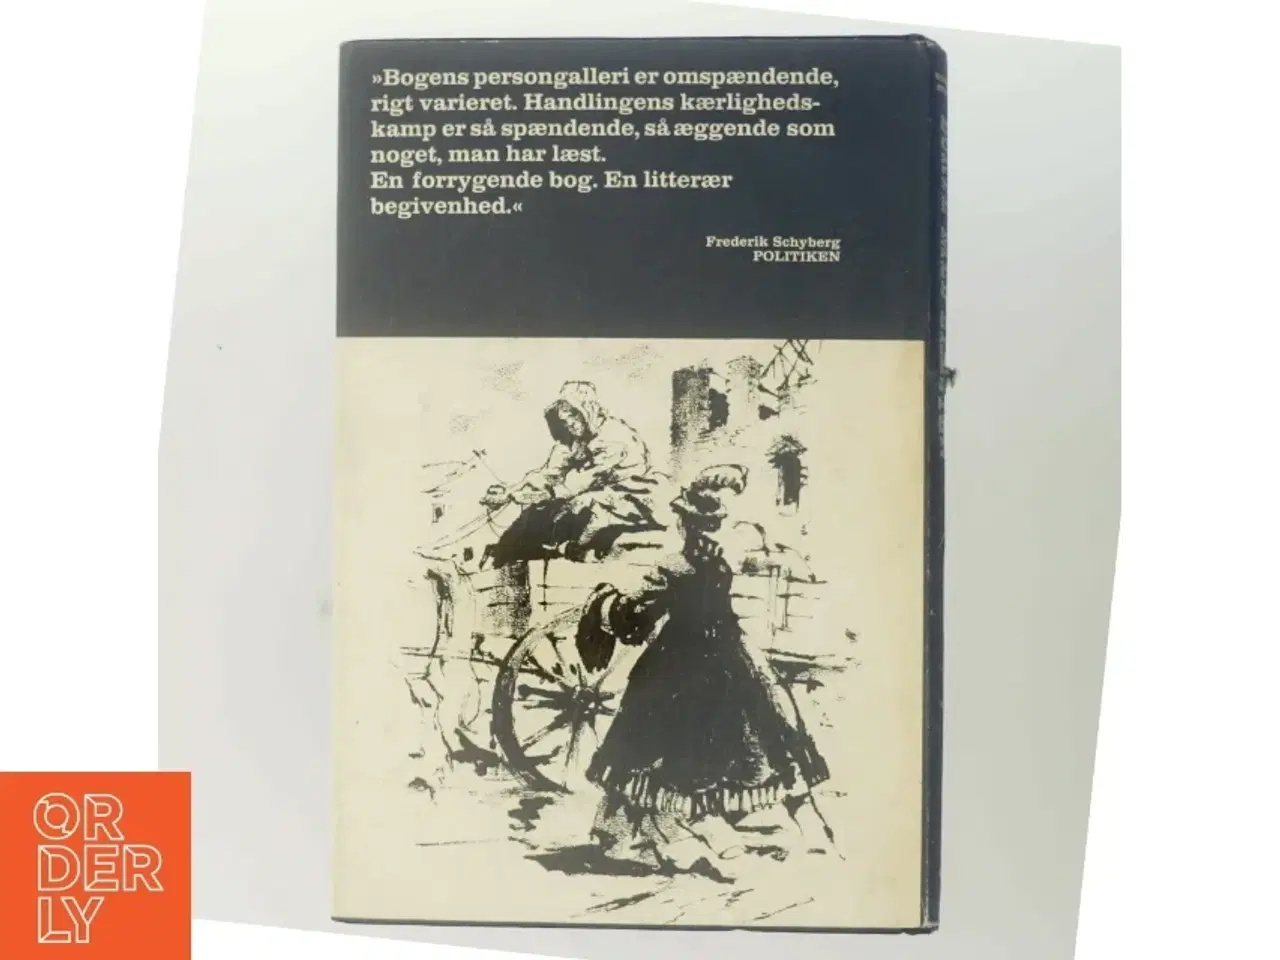 »Bogens persongalleri er omspændende,
rigt varieret. Handlingens kærligheds-
kamp er så spændende, så æggende som
noget, man har læst.
En forrygende bog. En litterær
begivenhed.«
Frederik Schyberg
POLITIKEN
OR
DER
LY